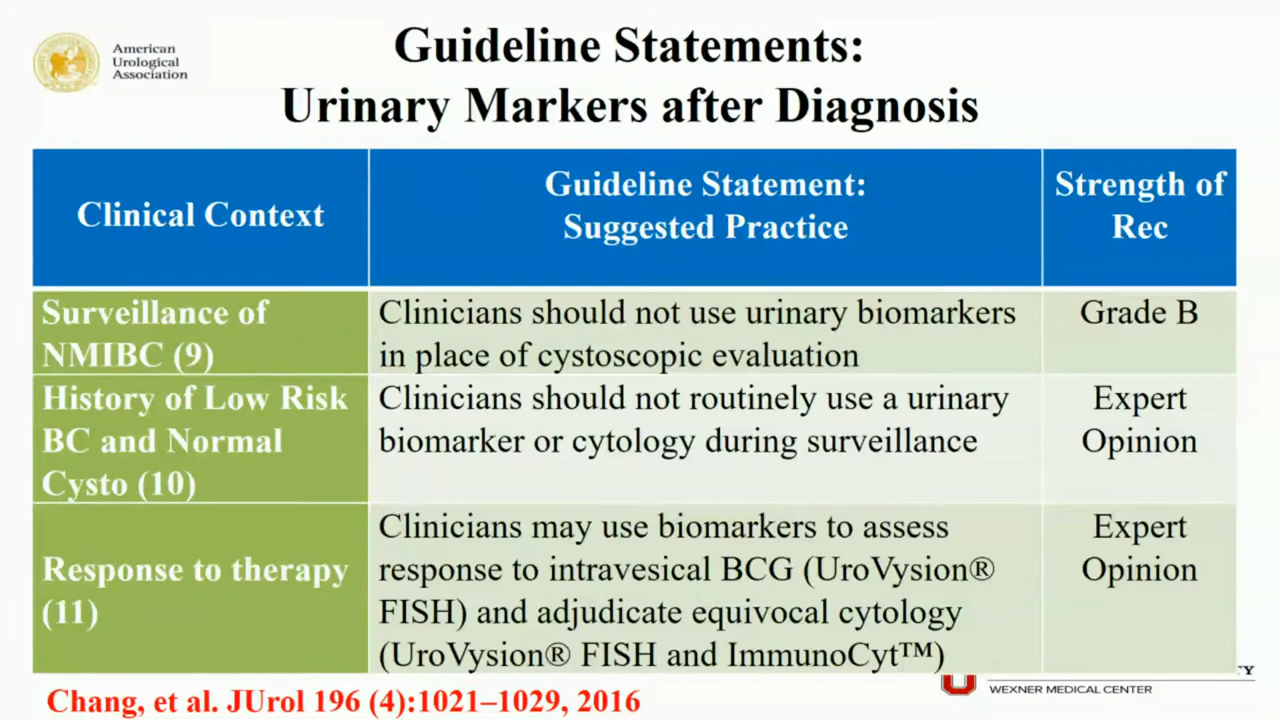 American
Urological
Association
Guideline Statements:
Urinary Markers after Diagnosis
Clinical Context
Guideline Statement:
Suggested Practice
Strength of
Rec
Surveillance of
NMIBC (9)
Clinicians should not use urinary biomarkers
in place of cystoscopic evaluation
Grade B
History of Low Risk
BC and Normal
Cysto (10)
Clinicians should not routinely use a urinary
biomarker or cytology during surveillance
Expert
Opinion
Response to therapy
(11)
Clinicians may use biomarkers to assess
response to intravesical BCG (UroVysion®
FISH) and adjudicate equivocal cytology
(UroVysion® FISH and ImmunoCyt™)
Expert
Opinion
Chang, et al. JUrol 196 (4):1021–1029, 2016
WEXNER MEDICAL CENTER